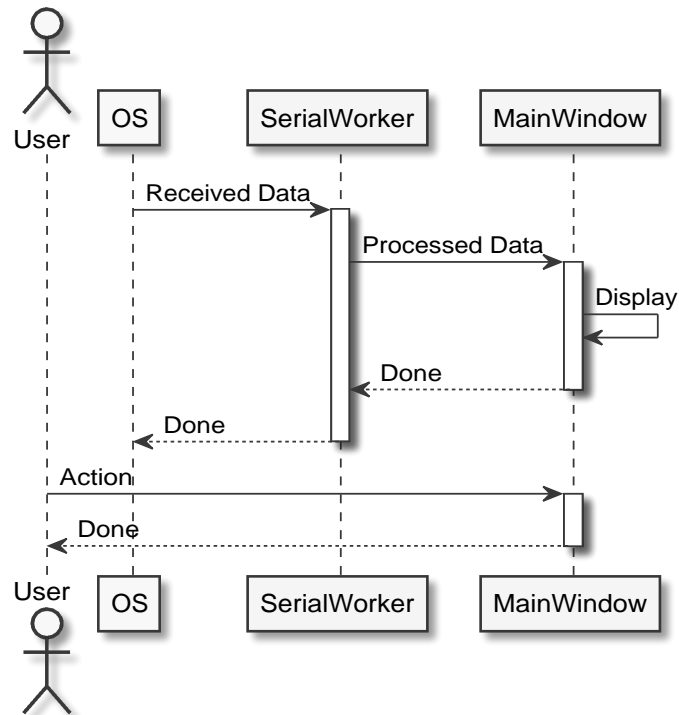 User
OS
SerialWorker
MainWindow
Received Data
Processed Data
Display
Done
Done
Action
Done
User
OS
SerialWorker
MainWindow